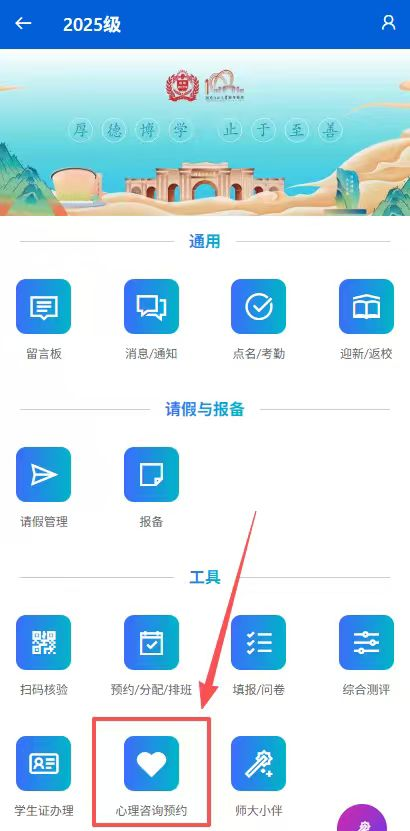 2025级
厚德博学 止于至善
通用
留言板 消息/通知 点名/考勤 迎新/返校
请假与报备
请假管理 报备
工具
扫码核验 预约/分配/排班 填报/问卷 综合测评
学生证办理 心理咨询预约 师大小伴